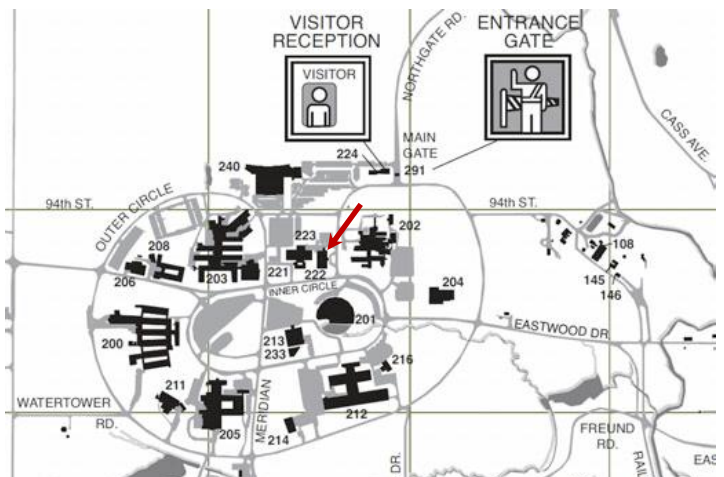 VISITOR
RECEPTION
ENTRANCE
GATE
VISITOR
NORTHGATE RD.
MAIN
GATE
CASS AVE.
224
291
240
94th ST.
94th ST.
OUTER CIRCLE
202
223
208
108
206
203
221
222
INNER CIRCLE
204
145
146
201
EASTWOOD DR
200
213
233
216
211
WATERTOWER
RD.
212
205
MERIDIAN
214
FREUND
RD.
DR.
RAIL
EAS